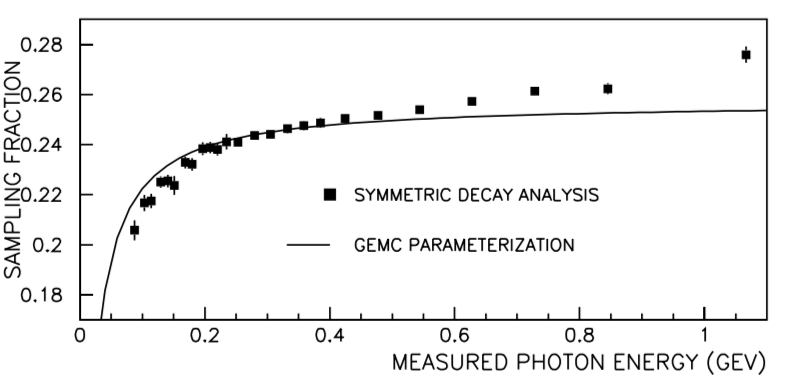 0.28
0.26
0.24
0.22
0.2
0.18
SAMPLING FRACTION
SYMMETRIC DECAY ANALYSIS
GEMC PARAMETERIZATION
0 0.2 0.4 0.6 0.8 1
MEASURED PHOTON ENERGY (GEV)